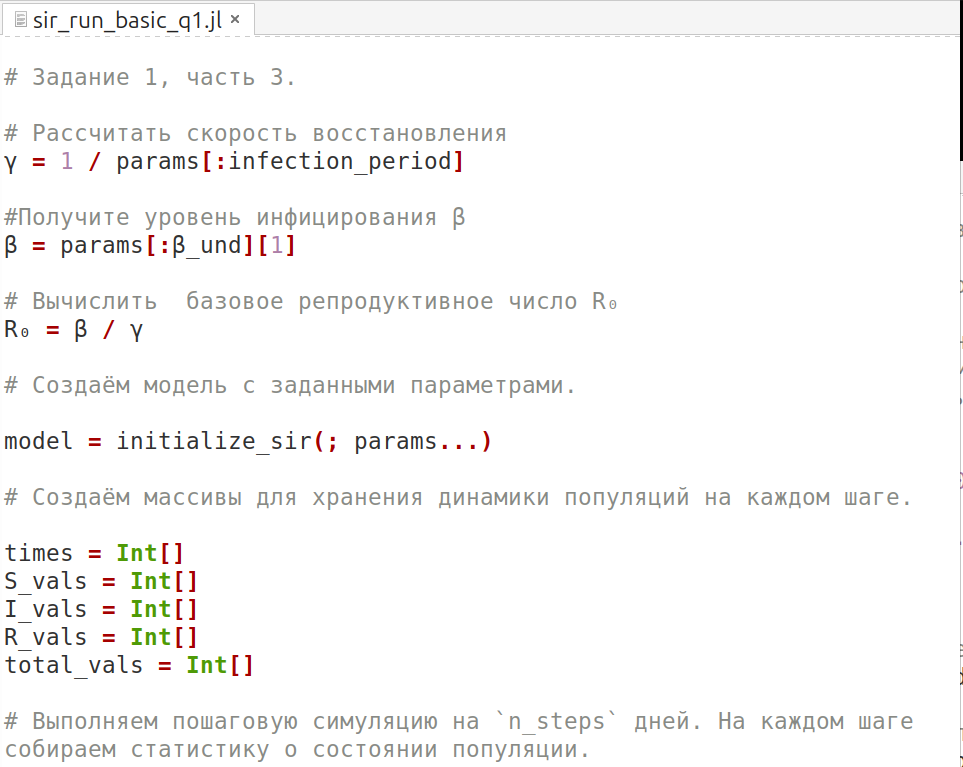 sir_run_basic_q1.jl ×
# Задание 1, часть 3.
# Рассчитать скорость восстановления
γ = 1 / params[:infection_period]
#Получите уровень инфицирования β
β = params[:β_und][1]
# Вычислить  базовое репродуктивное число R₀
R₀ = β / γ
# Создаём модель с заданными параметрами.
model = initialize_sir(; params...)
# Создаём массивы для хранения динамики популяций на каждом шаге.
times = Int[]
S_vals = Int[]
I_vals = Int[]
R_vals = Int[]
total_vals = Int[]
# Выполняем пошаговую симуляцию на `n_steps` дней. На каждом шаге
собираем статистику о состоянии популяции.